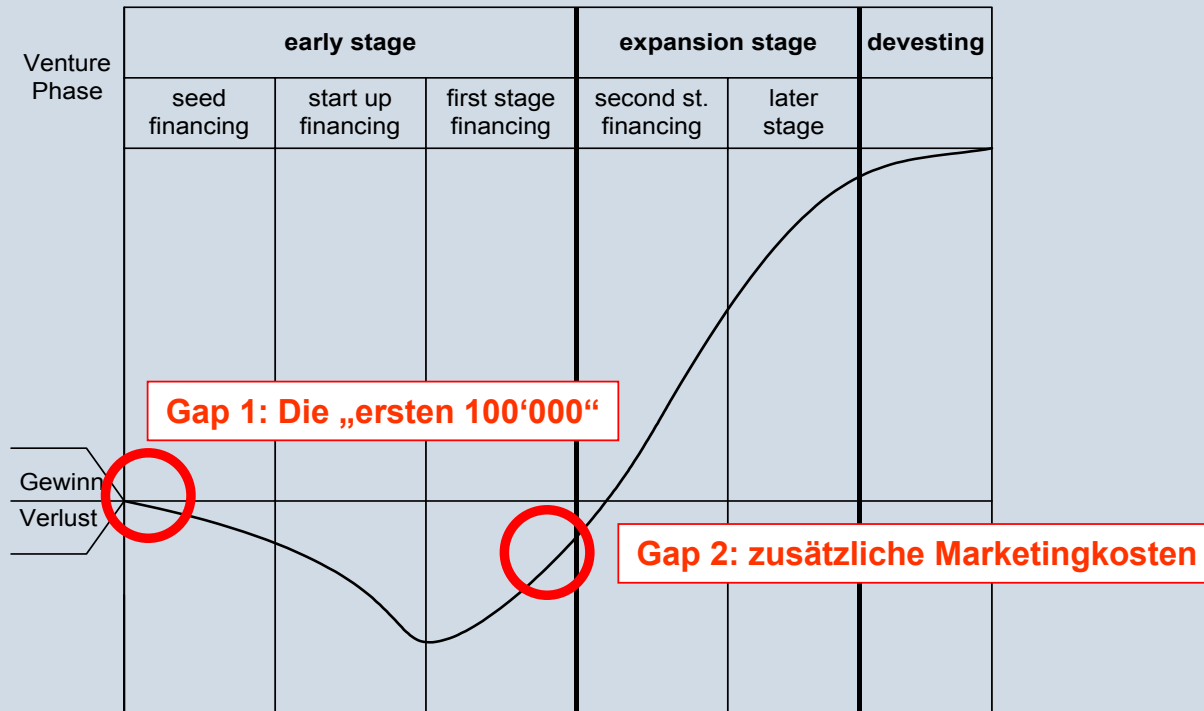 Venture
Phase
early stage
expansion stage
devesting
seed
financing
start up
financing
first stage
financing
second st.
financing
later
stage
Gap 1: Die „ersten 100‘000“
Gewinn
Verlust
Gap 2: zusätzliche Marketingkosten